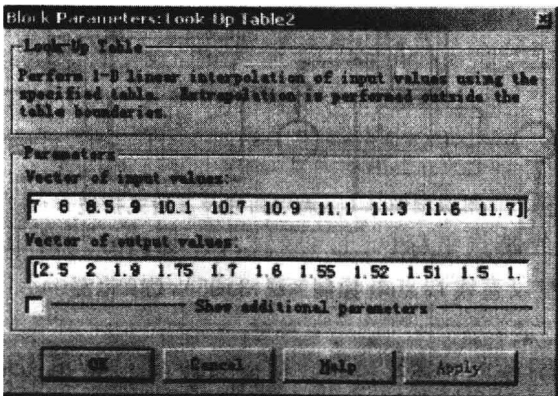 Block Parameters:Look-Up Table2
Look-Up Table
Perform 1-D linear interpolation of input values using the
specified table. Extrapolation is performed outside the
table boundaries.
Parameters
Vector of input values:
7 8 8.5 9 10.1 10.7 10.9 11.1 11.3 11.6 11.7]
Vector of output values:
[2.5 2 1.9 1.75 1.7 1.6 1.55 1.52 1.51 1.5 1.
Show additional parameters
OK Cancel Help Apply